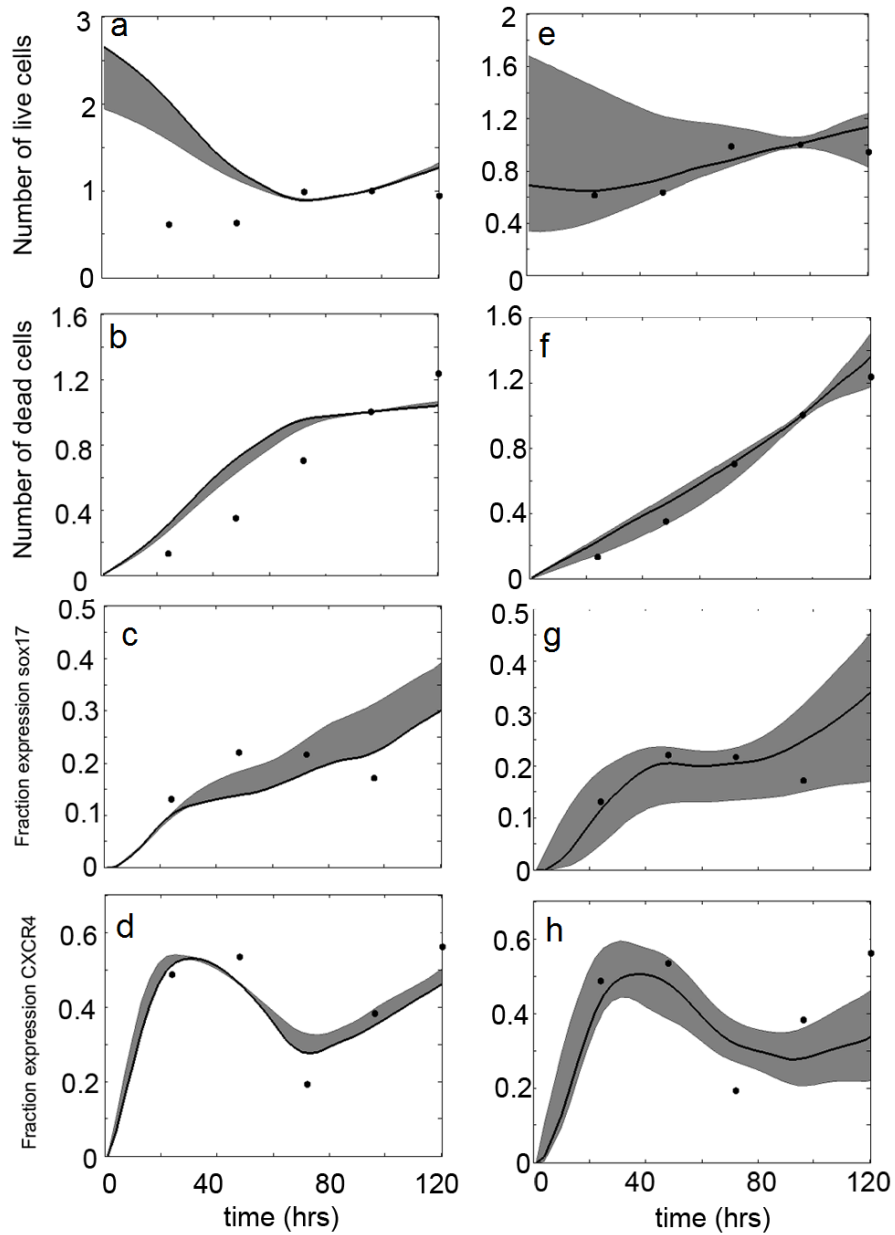 a
Number of live cells
3
2
1
0
e
2
1.6
1.2
0.8
0.4
0
b
Number of dead cells
1.6
1.2
0.8
0.4
0
f
1.6
1.2
0.8
0.4
0
c
Fraction expression sox17
0.5
0.4
0.3
0.2
0.1
0
g
0.5
0.4
0.3
0.2
0.1
0
d
Fraction expression CXCR4
0.6
0.4
0.2
0
0 40 80 120
time (hrs)
h
0.6
0.4
0.2
0
0 40 80 120
time (hrs)